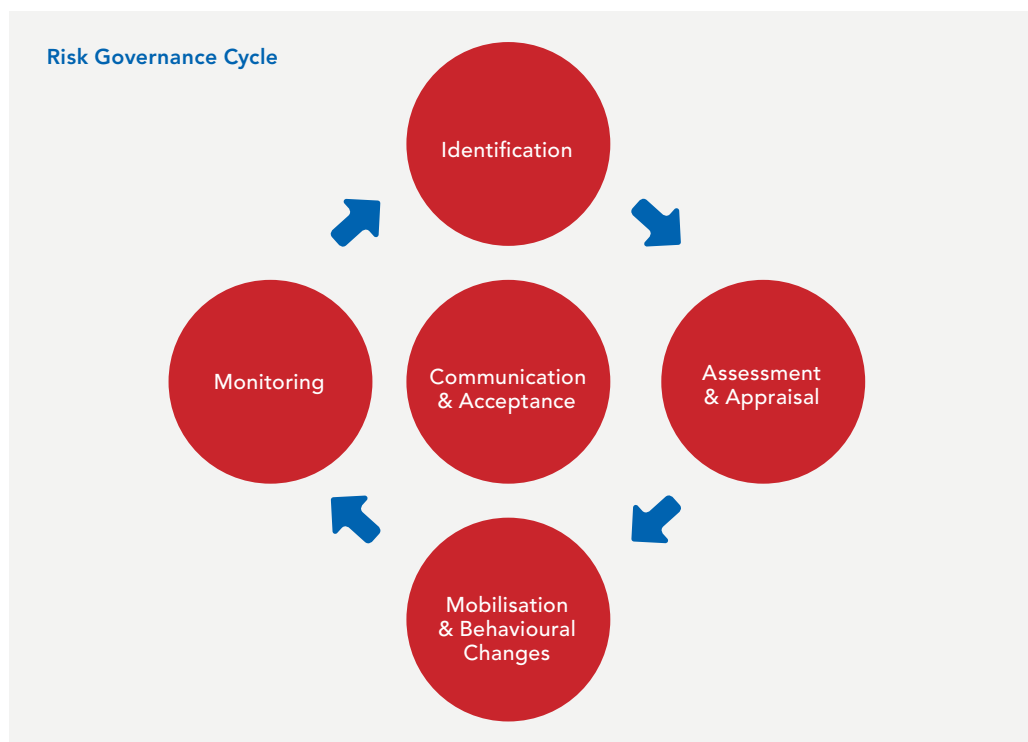 Risk Governance Cycle
Identification
Monitoring
Communication
& Acceptance
Assessment
& Appraisal
Mobilisation
& Behavioural
Changes